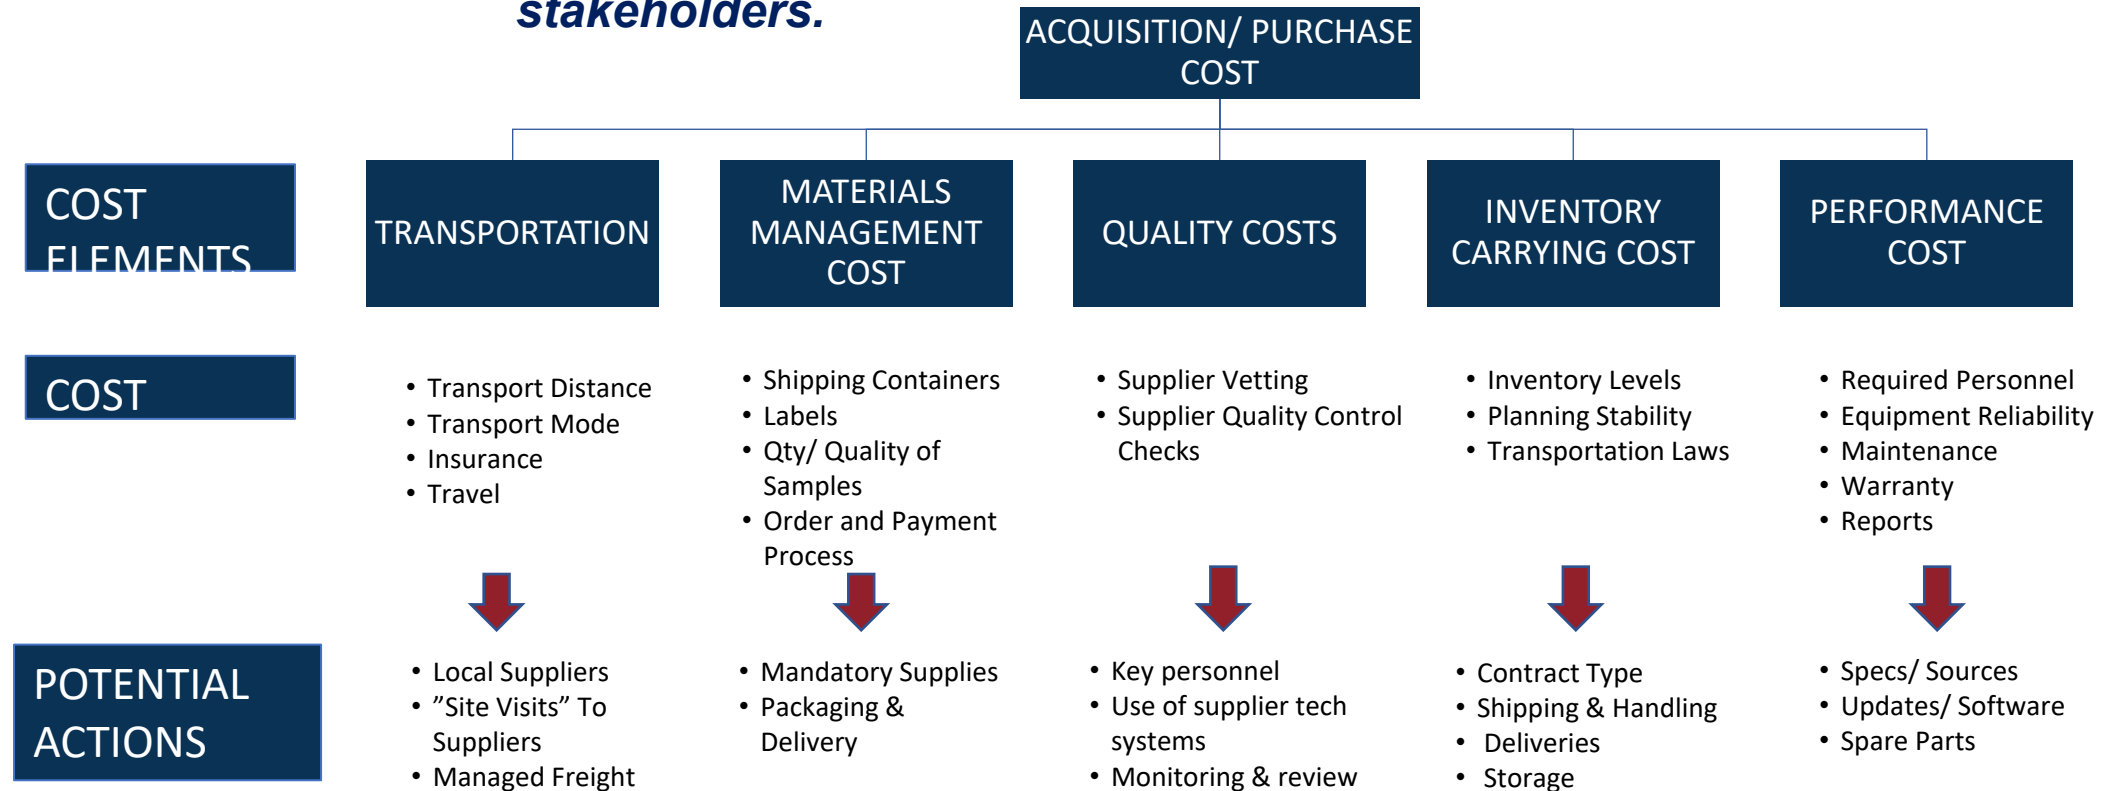 stakeholders.
ACQUISITION/ PURCHASE
COST
COST
ELEMENTS
TRANSPORTATION
MATERIALS
MANAGEMENT
COST
QUALITY COSTS
INVENTORY
CARRYING COST
PERFORMANCE
COST
COST
• Transport Distance
• Transport Mode
• Insurance
• Travel
• Shipping Containers
• Labels
• Qty/ Quality of
Samples
• Order and Payment
Process
• Supplier Vetting
• Supplier Quality Control
Checks
• Inventory Levels
• Planning Stability
• Transportation Laws
• Required Personnel
• Equipment Reliability
• Maintenance
• Warranty
• Reports
POTENTIAL
ACTIONS
• Local Suppliers
• ”Site Visits” To
Suppliers
• Managed Freight
• Mandatory Supplies
• Packaging &
Delivery
• Key personnel
• Use of supplier tech
systems
• Monitoring & review
• Contract Type
• Shipping & Handling
• Deliveries
• Storage
• Specs/ Sources
• Updates/ Software
• Spare Parts